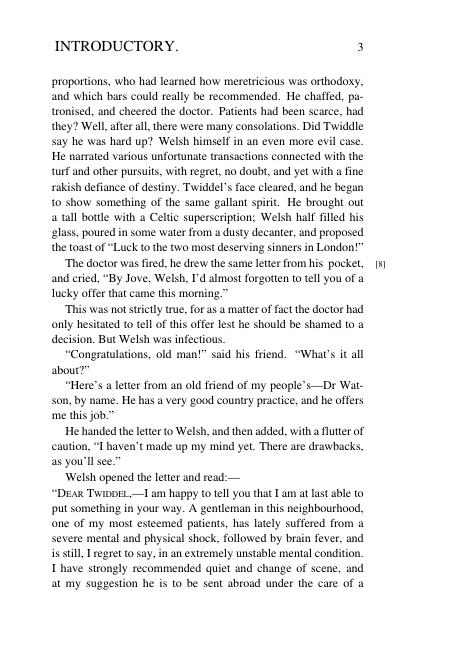 INTRODUCTORY. 3
proportions, who had learned how meretricious was orthodoxy,
and which bars could really be recommended. He chaffed, pa-
tronised, and cheered the doctor. Patients had been scarce, had
they? Well, after all, there were many consolations. Did Twiddle
say he was hard up? Welsh himself in an even more evil case.
He narrated various unfortunate transactions connected with the
turf and other pursuits, with regret, no doubt, and yet with a fine
rakish defiance of destiny. Twiddel’s face cleared, and he began
to show something of the same gallant spirit. He brought out
a tall bottle with a Celtic superscription; Welsh half filled his
glass, poured in some water from a dusty decanter, and proposed
the toast of “Luck to the two most deserving sinners in London!”
The doctor was fired, he drew the same letter from his pocket, [8]
and cried, “By Jove, Welsh, I’d almost forgotten to tell you of a
lucky offer that came this morning.”
This was not strictly true, for as a matter of fact the doctor had
only hesitated to tell of this offer lest he should be shamed to a
decision. But Welsh was infectious.
“Congratulations, old man!” said his friend. “What’s it all
about?”
“Here’s a letter from an old friend of my people’s—Dr Wat-
son, by name. He has a very good country practice, and he offers
me this job.”
He handed the letter to Welsh, and then added, with a flutter of
caution, “I haven’t made up my mind yet. There are drawbacks,
as you’ll see.”
Welsh opened the letter and read:—
“DEAR TWIDDEL,—I am happy to tell you that I am at last able to
put something in your way. A gentleman in this neighbourhood,
one of my most esteemed patients, has lately suffered from a
severe mental and physical shock, followed by brain fever, and
is still, I regret to say, in an extremely unstable mental condition.
I have strongly recommended quiet and change of scene, and
at my suggestion he is to be sent abroad under the care of a